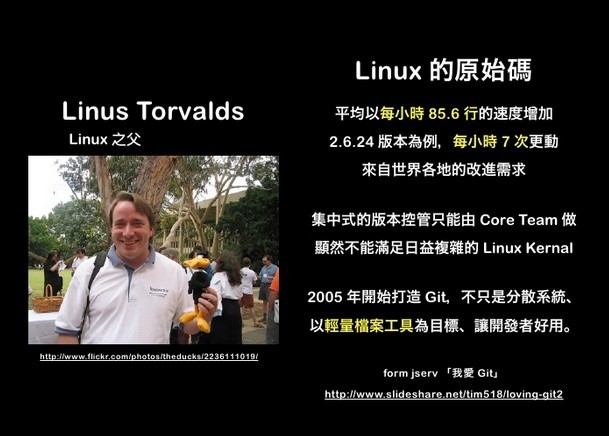 Linus Torvalds
Linux 之父
http://www.flickr.com/photos/theducks/2236111019/
Linux 的原始碼
平均以每小時 85.6 行的速度增加
2.6.24 版本為例，每小時 7 次更動
來自世界各地的改進需求
集中式的版本控管只能由 Core Team 做
顯然不能滿足日益複雜的 Linux Kernal
2005 年開始打造 Git，不只是分散系統、
以輕量檔案工具為目標、讓開發者好用。
form jserv 「我愛 Git」
http://www.slideshare.net/tim518/loving-git2